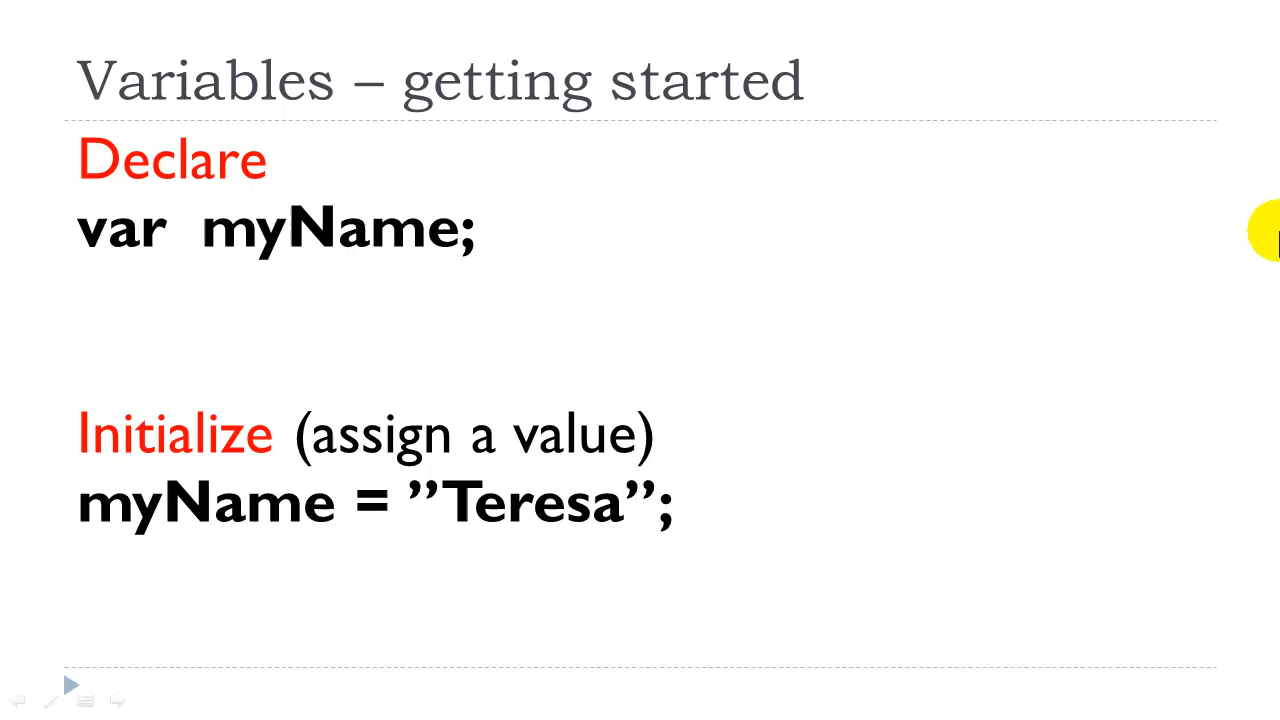 Variables – getting started
Declare
var myName;
Initialize (assign a value)
myName = ”Teresa”;